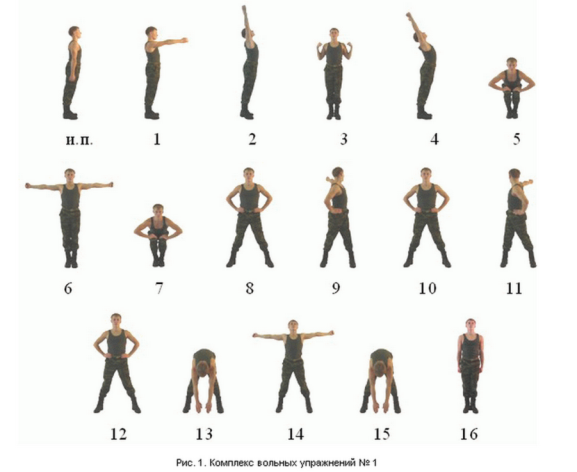 и.п. 1 2 3 4 5
6 7 8 9 10 11
12 13 14 15 16
Рис. 1. Комплекс вольных упражнений № 1